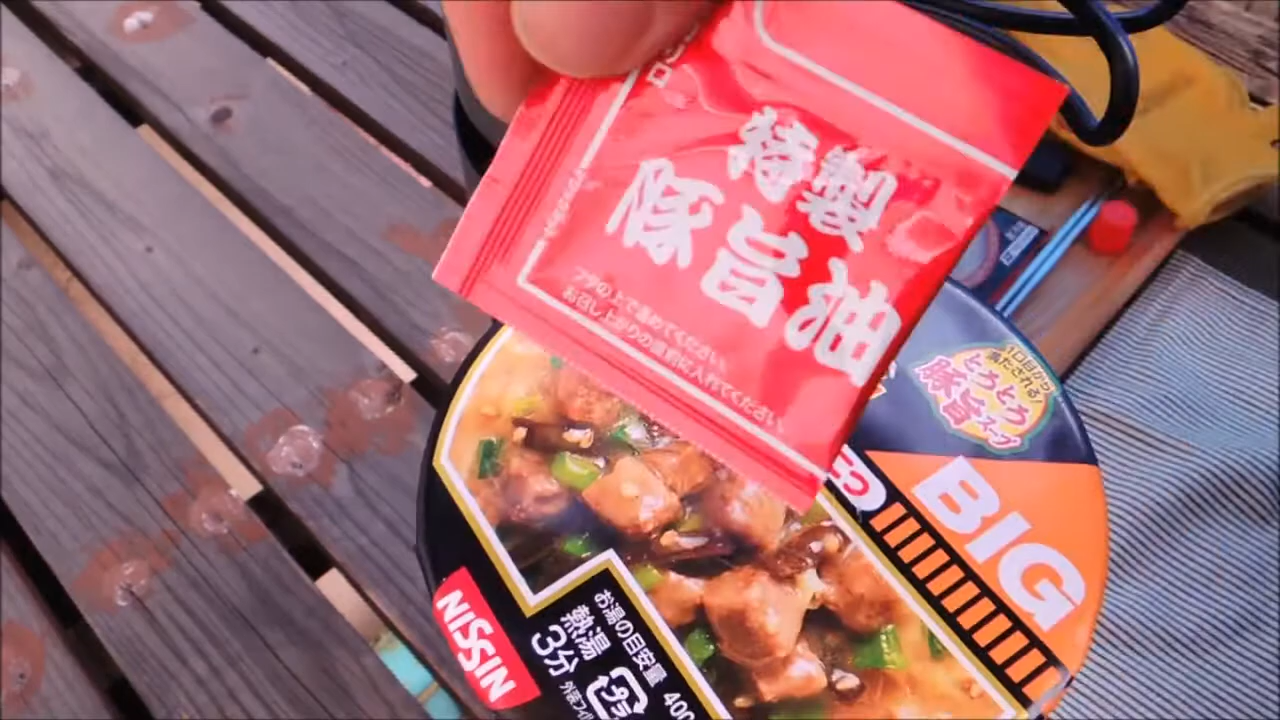 特製
豚旨油
フタの上で温めてください。
お召し上がりの直前に入れてください
1口目から
満たされる!
とろとろ
豚旨スープ
BIG
NISSIN
お湯の目安量 400
熱湯
3分
プラ